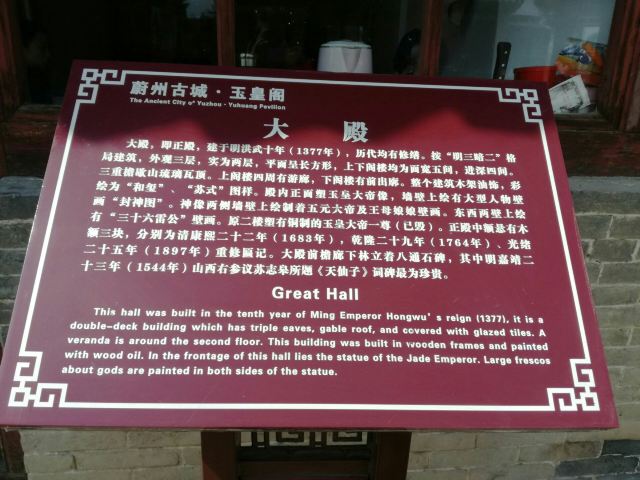 蔚州古城·玉皇阁
The Ancient City of Yuzhou · Yuhuang Pavilion
大 殿
大殿，即正殿，建于明洪武十年（1377年），历代均有修缮。按“明三暗二”格
局建筑，外观三层，实为两层，平面呈长方形，上下阁楼均为面宽五间，进深四间。
三重檐歇山琉璃瓦顶。上阁楼四周有游廊，下阁楼有前出廊。整个建筑木架油饰，彩
绘为“和玺”、“苏式”图样。殿内正面塑玉皇大帝像，墙壁上绘有大型人物壁
画“封神图”。神像两侧墙壁上绘制着五元大帝及王母娘娘壁画。东西两壁上绘
有“三十六雷公”壁画。原二楼塑有铜制的玉皇大帝一尊（已毁）。正殿中额悬有木
额三块，分别为清康熙二十二年（1683年），乾隆二十九年（1764年）、光绪
二十五年（1897年）重修匾记。大殿前檐廊下林立着八通石碑，其中明嘉靖二
十三年（1544年）山西右参议苏志皋所题《天仙子》词碑最为珍贵。
Great Hall
This hall was built in the tenth year of Ming Emperor Hongwu's reign (1377), it is a
double-deck building which has triple eaves, gable roof, and covered with glazed tiles. A
veranda is around the second floor. This building was built in wooden frames and painted
with wood oil. In the frontage of this hall lies the statue of the Jade Emperor. Large frescos
about gods are painted in both sides of the statue.